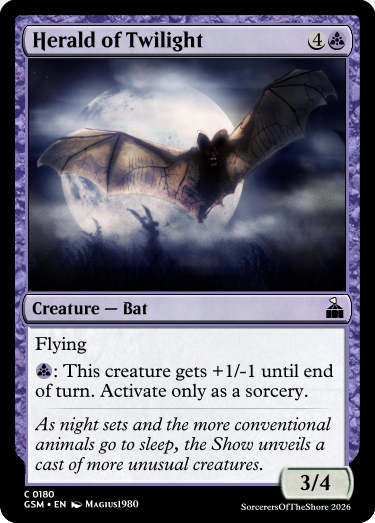 Herald of Twilight 4
Creature — Bat
Flying
: This creature gets +1/-1 until end
of turn. Activate only as a sorcery.
As night sets and the more conventional
animals go to sleep, the Show unveils a
cast of more unusual creatures.
3/4
C 0180
GSM • EN Magius1980
SorcerersOfTheShore 2026